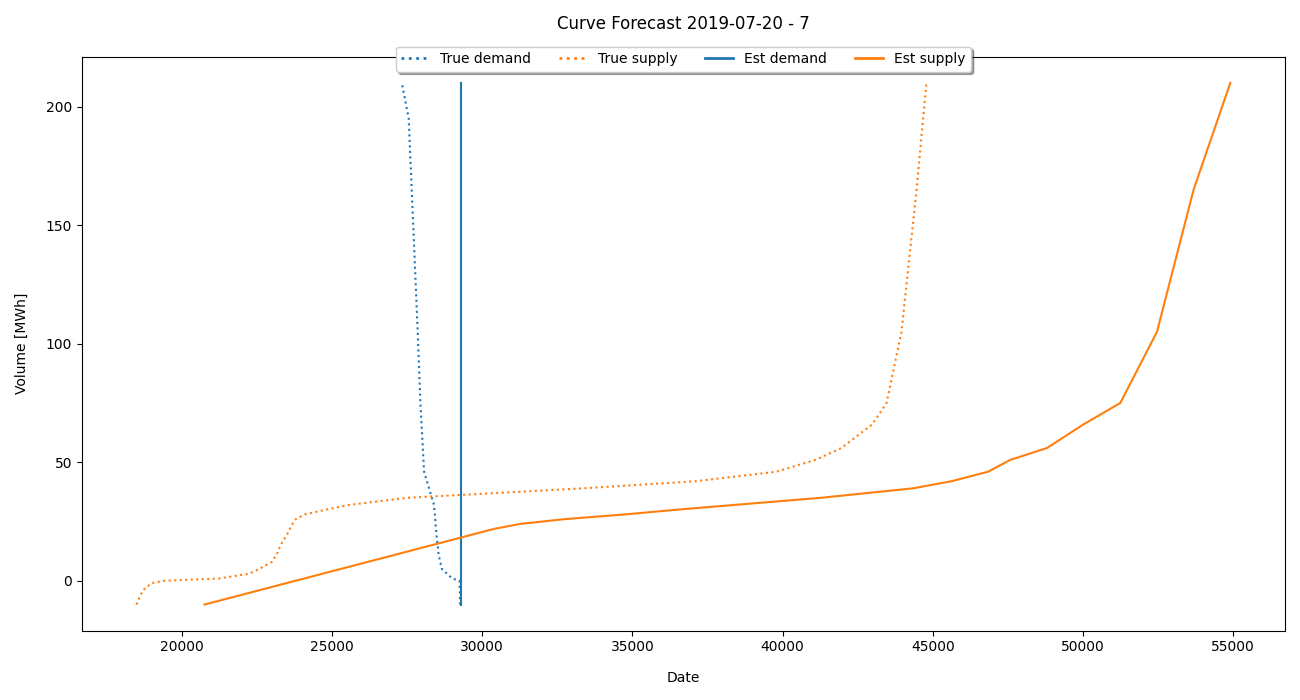 Curve Forecast 2019-07-20 - 7
True demand True supply Est demand Est supply
Volume [MWh]
200
150
100
50
0
20000 25000 30000 35000 40000 45000 50000 55000
Date